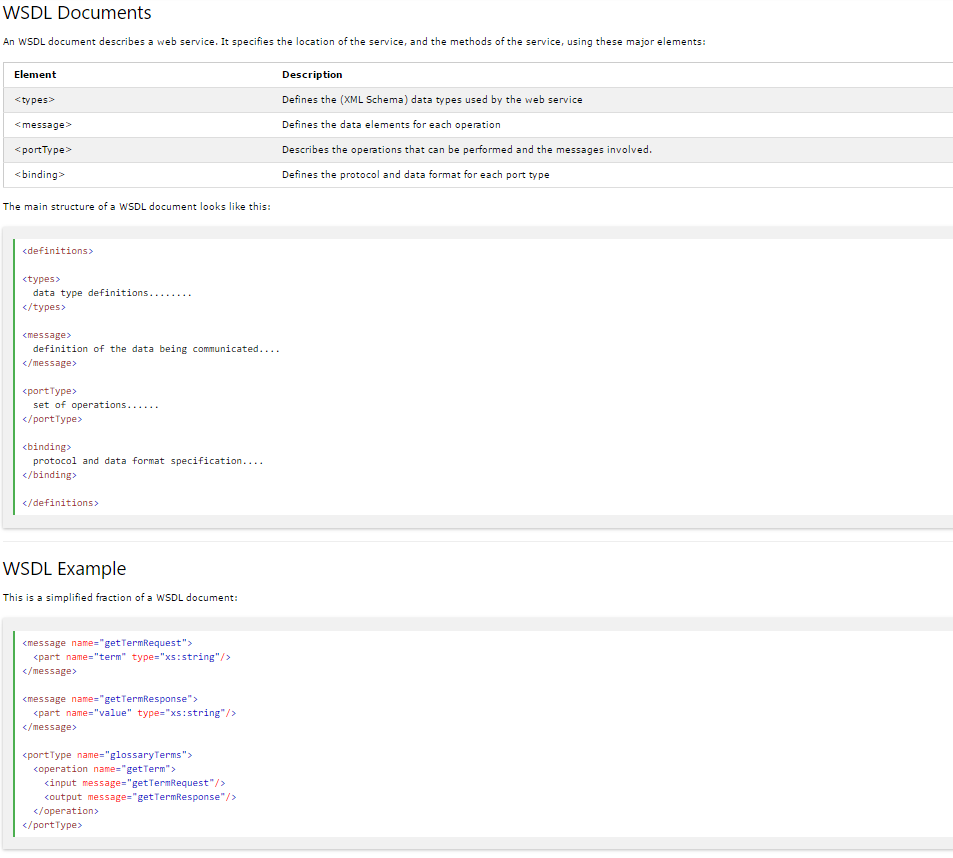 WSDL Documents
An WSDL document describes a web service. It specifies the location of the service, and the methods of the service, using these major elements:
Element Description
<types> Defines the (XML Schema) data types used by the web service
<message> Defines the data elements for each operation
<portType> Describes the operations that can be performed and the messages involved.
<binding> Defines the protocol and data format for each port type
The main structure of a WSDL document looks like this:
<definitions>
<types>
data type definitions........
</types>
<message>
definition of the data being communicated....
</message>
<portType>
set of operations......
</portType>
<binding>
protocol and data format specification....
</binding>
</definitions>
WSDL Example
This is a simplified fraction of a WSDL document:
<message name="getTermRequest">
<part name="term" type="xs:string"/>
</message>
<message name="getTermResponse">
<part name="value" type="xs:string"/>
</message>
<portType name="glossaryTerms">
<operation name="getTerm">
<input message="getTermRequest"/>
<output message="getTermResponse"/>
</operation>
</portType>